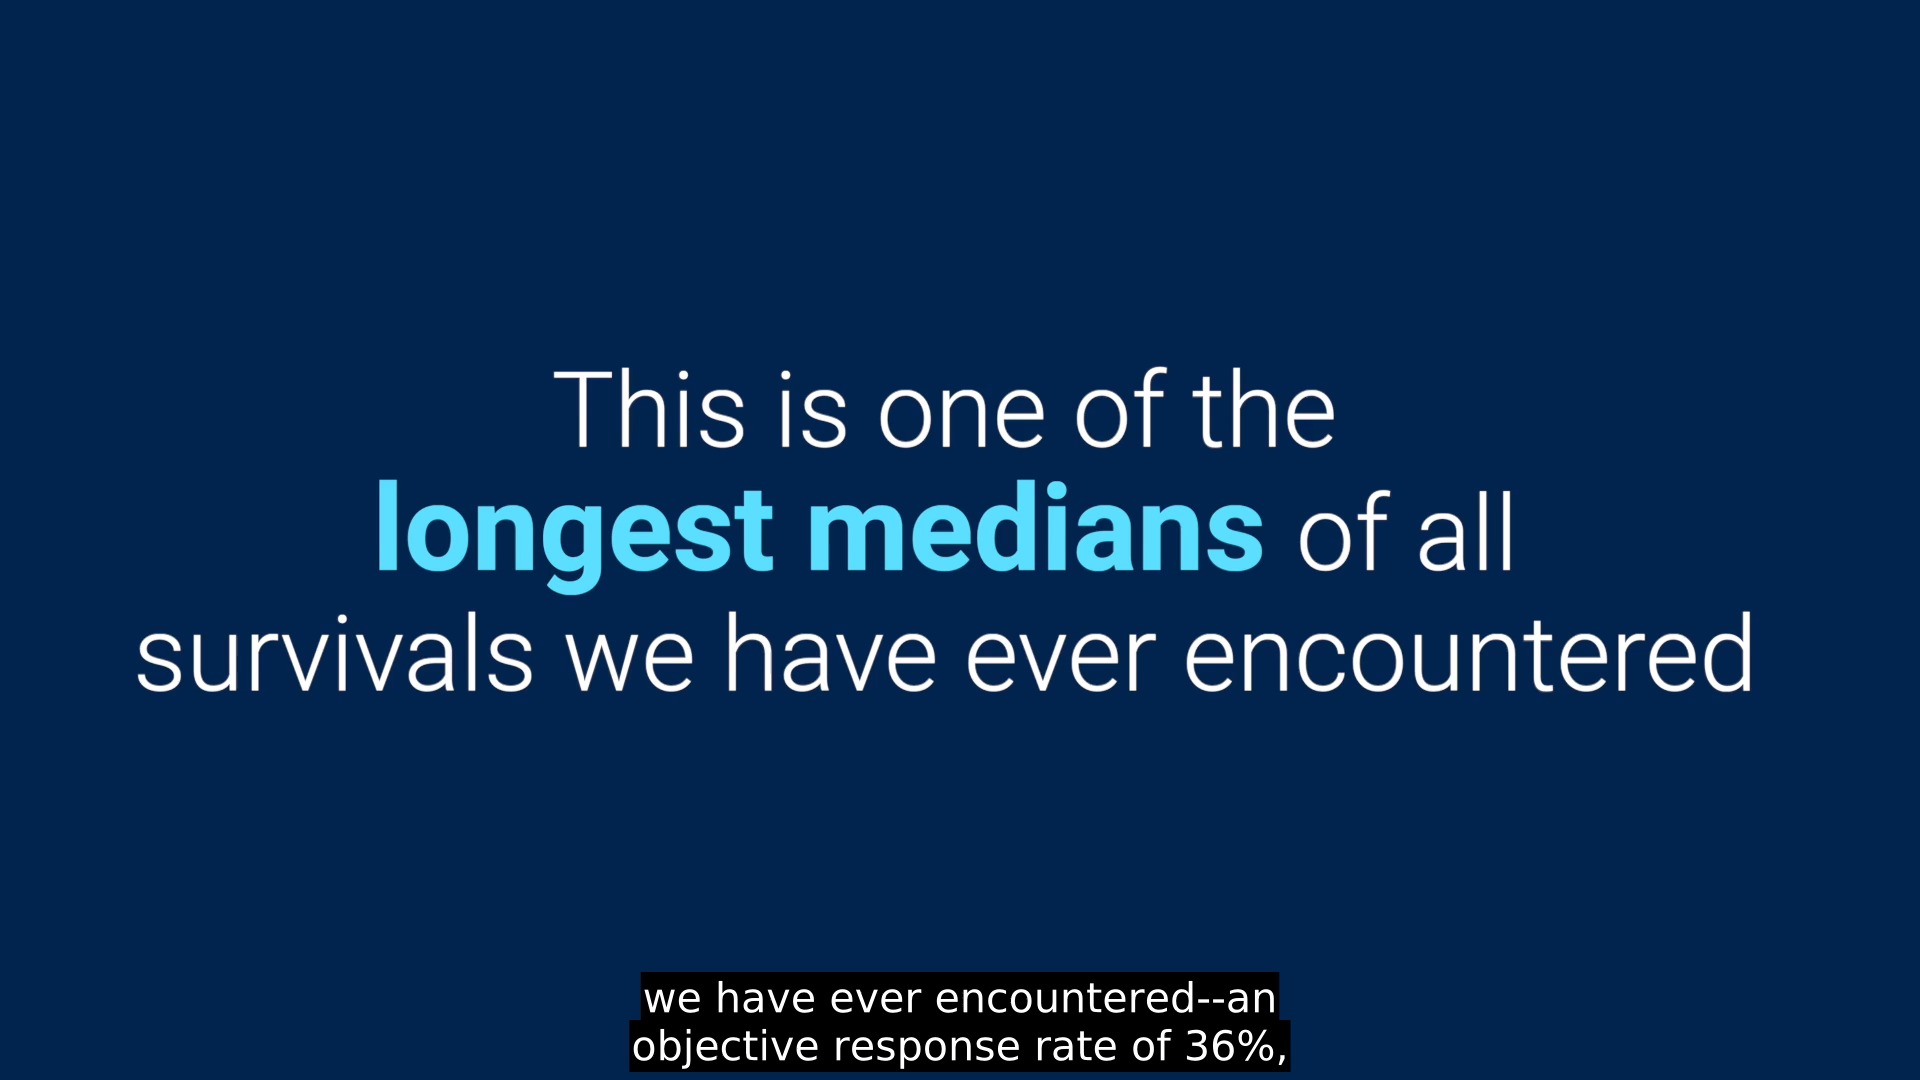 This is one of the
longest medians of all
survivals we have ever encountered
we have ever encountered--an
objective response rate of 36%,